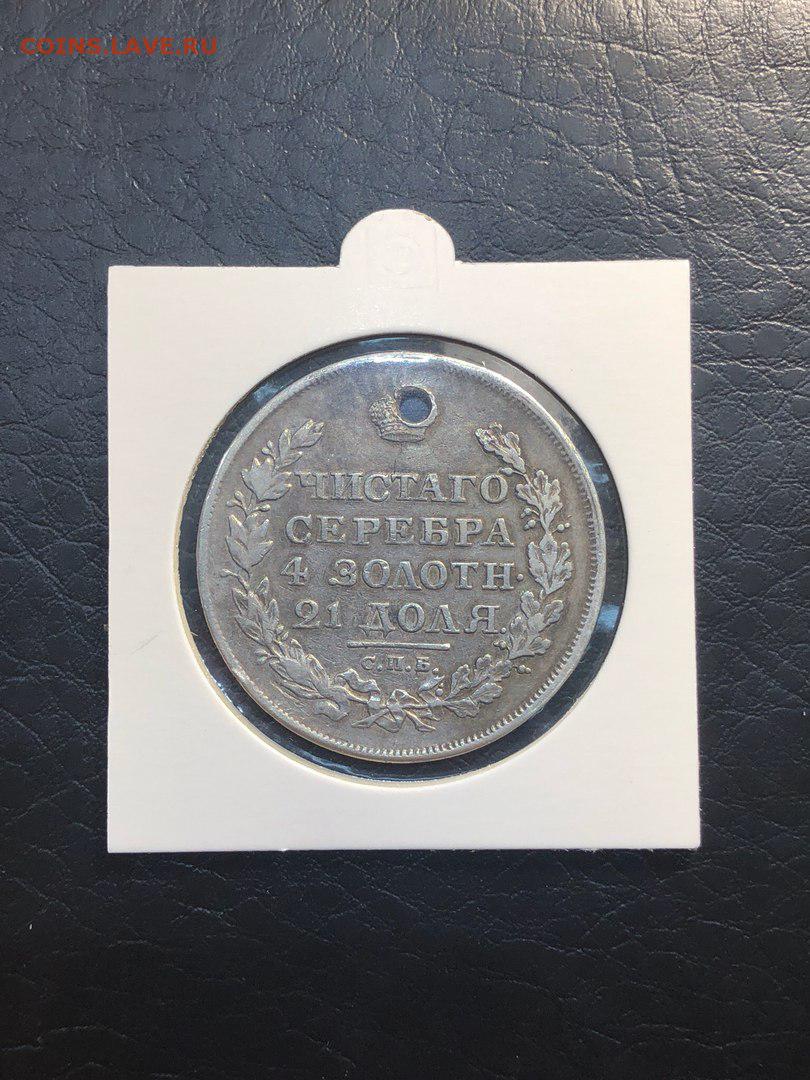 COINS.LAVE.RU
ЧИСТАГО
СЕРЕБРА
4 ЗОЛОТН·
21 ДОЛЯ.
С.П.Б.